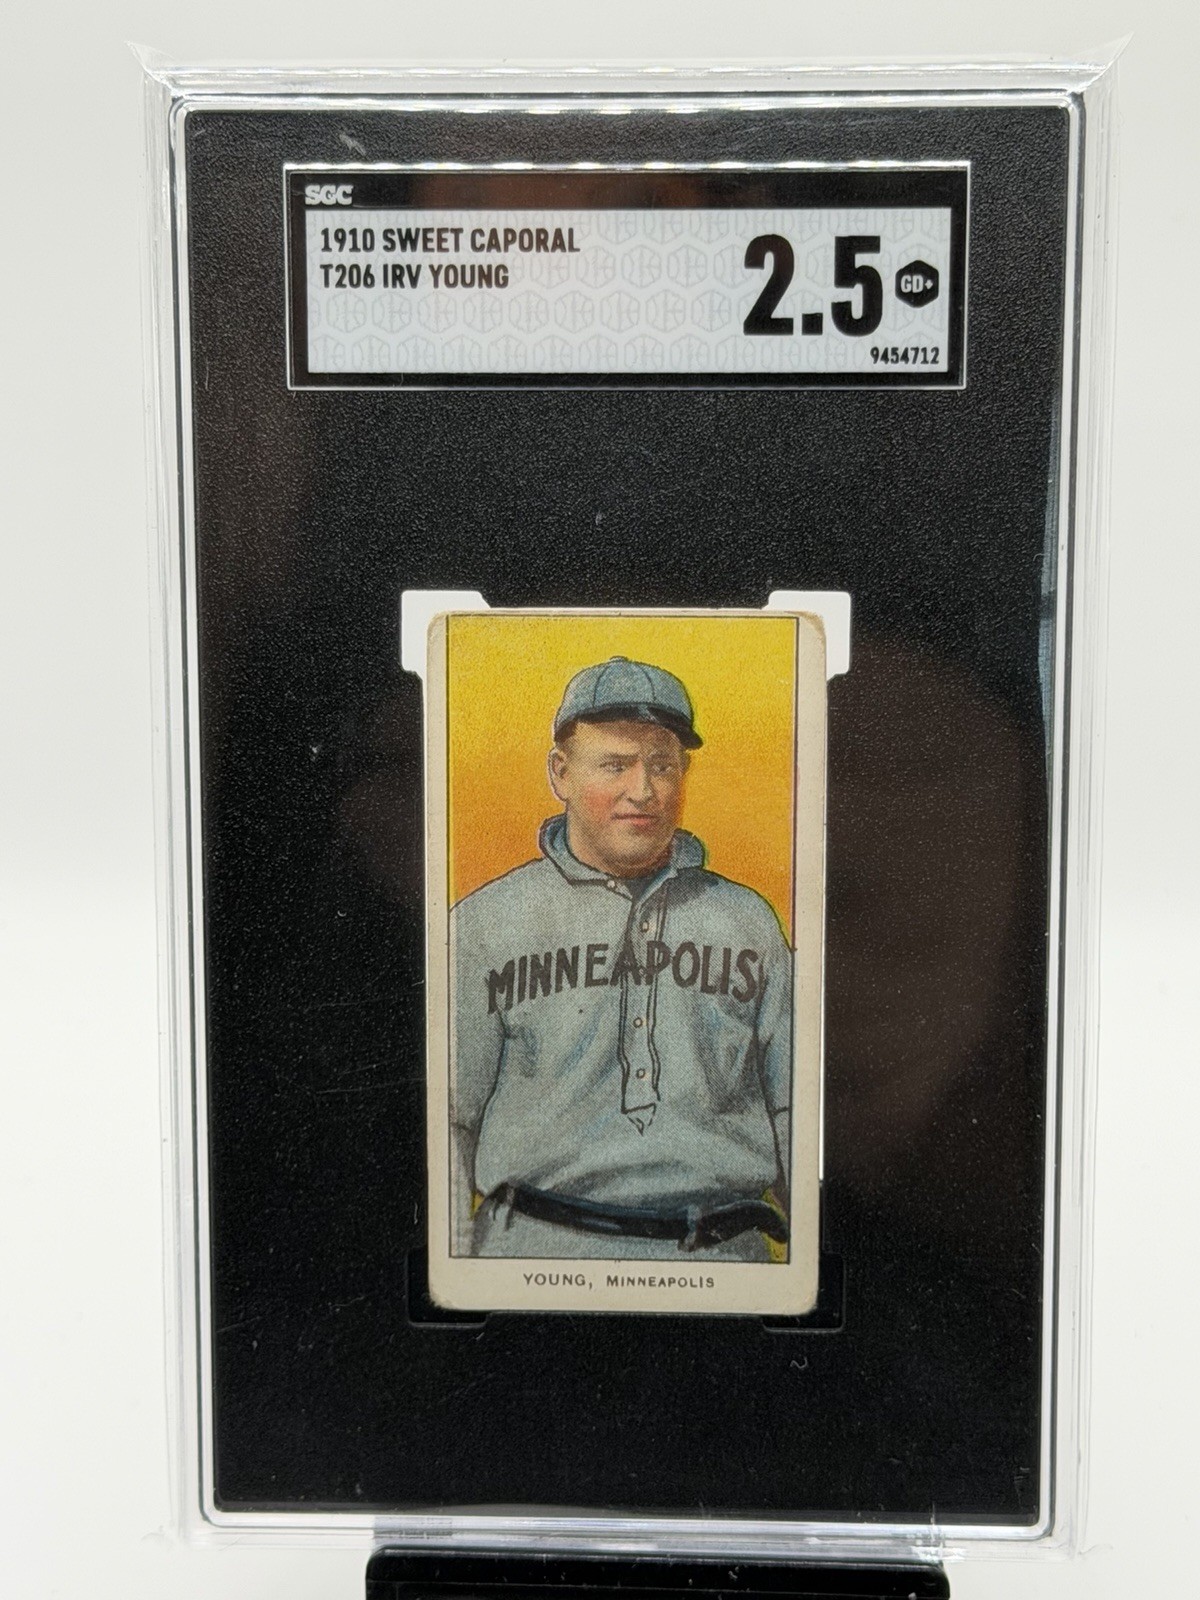 SGC
1910 SWEET CAPORAL
T206 IRV YOUNG
2.5 GD+
9454712
MINNEAPOLIS
YOUNG, MINNEAPOLIS